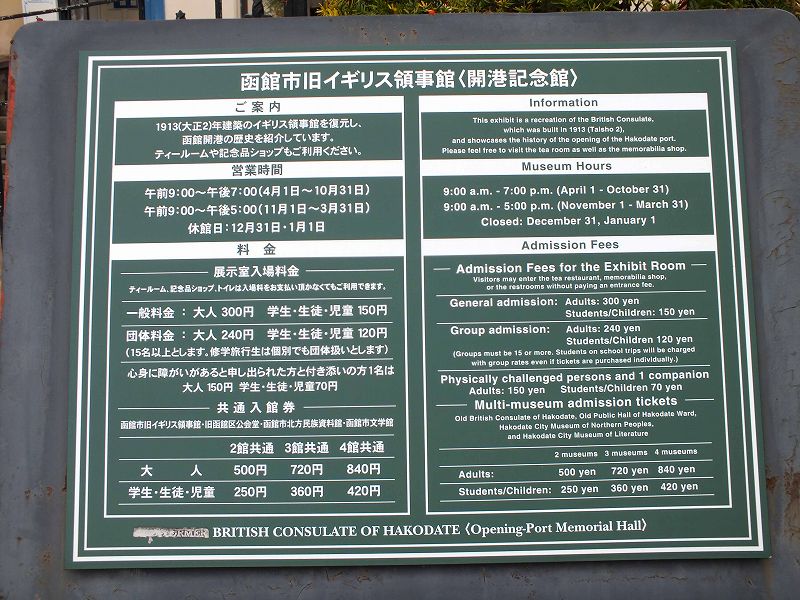 函館市旧イギリス領事館〈開港記念館〉
ご案内
1913(大正2)年建築のイギリス領事館を復元し、
函館開港の歴史を紹介しています。
ティールームや記念品ショップもご利用ください。
営業時間
午前9:00〜午後7:00(4月1日〜10月31日)
午前9:00〜午後5:00(11月1日〜3月31日)
休館日:12月31日・1月1日
料金
展示室入場料金
ティールーム、記念品ショップ、トイレは入場料をお支払い頂かなくてもご利用できます。
一般料金 : 大人 300円 学生・生徒・児童 150円
団体料金 : 大人 240円 学生・生徒・児童 120円
(15名以上とします。修学旅行生は個別でも団体扱いとします)
心身に障がいがあると申し出られた方と付き添いの方1名は
大人 150円 学生・生徒・児童70円
共通入館券
函館市旧イギリス領事館・旧函館区公会堂・函館市北方民族資料館・函館市文学館
2館共通 3館共通 4館共通
大人 500円 720円 840円
学生・生徒・児童 250円 360円 420円
Information
This exhibit is a recreation of the British Consulate,
which was built in 1913 (Taisho 2),
and showcases the history of the opening of the Hakodate port.
Please feel free to visit the tea room as well as the memorabilia shop.
Museum Hours
9:00 a.m. - 7:00 p.m. (April 1 - October 31)
9:00 a.m. - 5:00 p.m. (November 1 - March 31)
Closed: December 31, January 1
Admission Fees
Admission Fees for the Exhibit Room
Visitors may enter the tea restaurant, memorabilia shop,
or the restrooms without paying an entrance fee.
General admission: Adults: 300 yen
Students/Children: 150 yen
Group admission: Adults: 240 yen
Students/Children 120 yen
(Groups must be 15 or more. Students on school trips will be charged
with group rates even if tickets are purchased individually.)
Physically challenged persons and 1 companion
Adults: 150 yen Students/Children 70 yen
Multi-museum admission tickets
Old British Consulate of Hakodate, Old Public Hall of Hakodate Ward,
Hakodate City Museum of Northern Peoples,
and Hakodate City Museum of Literature
2 museums 3 museums 4 museums
Adults: 500 yen 720 yen 840 yen
Students/Children: 250 yen 360 yen 420 yen
BRITISH CONSULATE OF HAKODATE 〈Opening-Port Memorial Hall〉